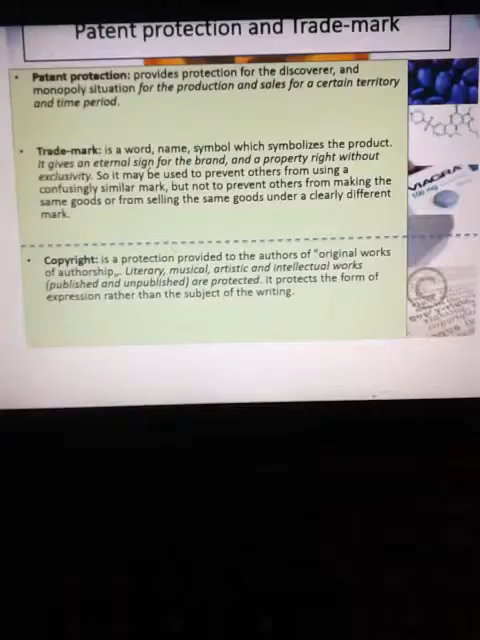 Patent protection and Trade-mark
• Patent protection: provides protection for the discoverer, and
monopoly situation for the production and sales for a certain territory
and time period.
• Trade-mark: is a word, name, symbol which symbolizes the product.
It gives an eternal sign for the brand, and a property right without
exclusivity. So it may be used to prevent others from using a
confusingly similar mark, but not to prevent others from making the
same goods or from selling the same goods under a clearly different
mark.
• Copyright: is a protection provided to the authors of "original works
of authorship„. Literary, musical, artistic and intellectual works
(published and unpublished) are protected. It protects the form of
expression rather than the subject of the writing.
VIAGRA
100 mg